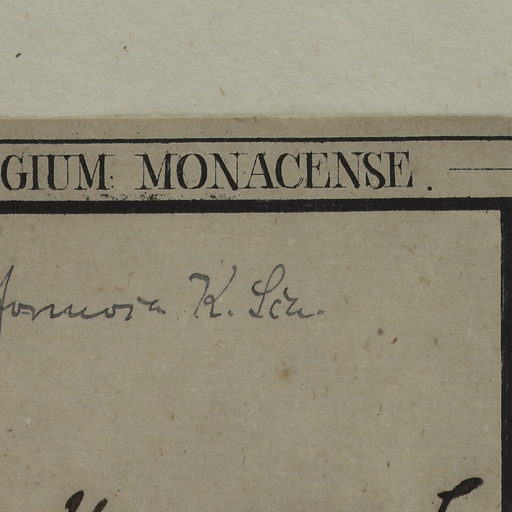 GIUM MONACENSE.
formosa K. Sch.